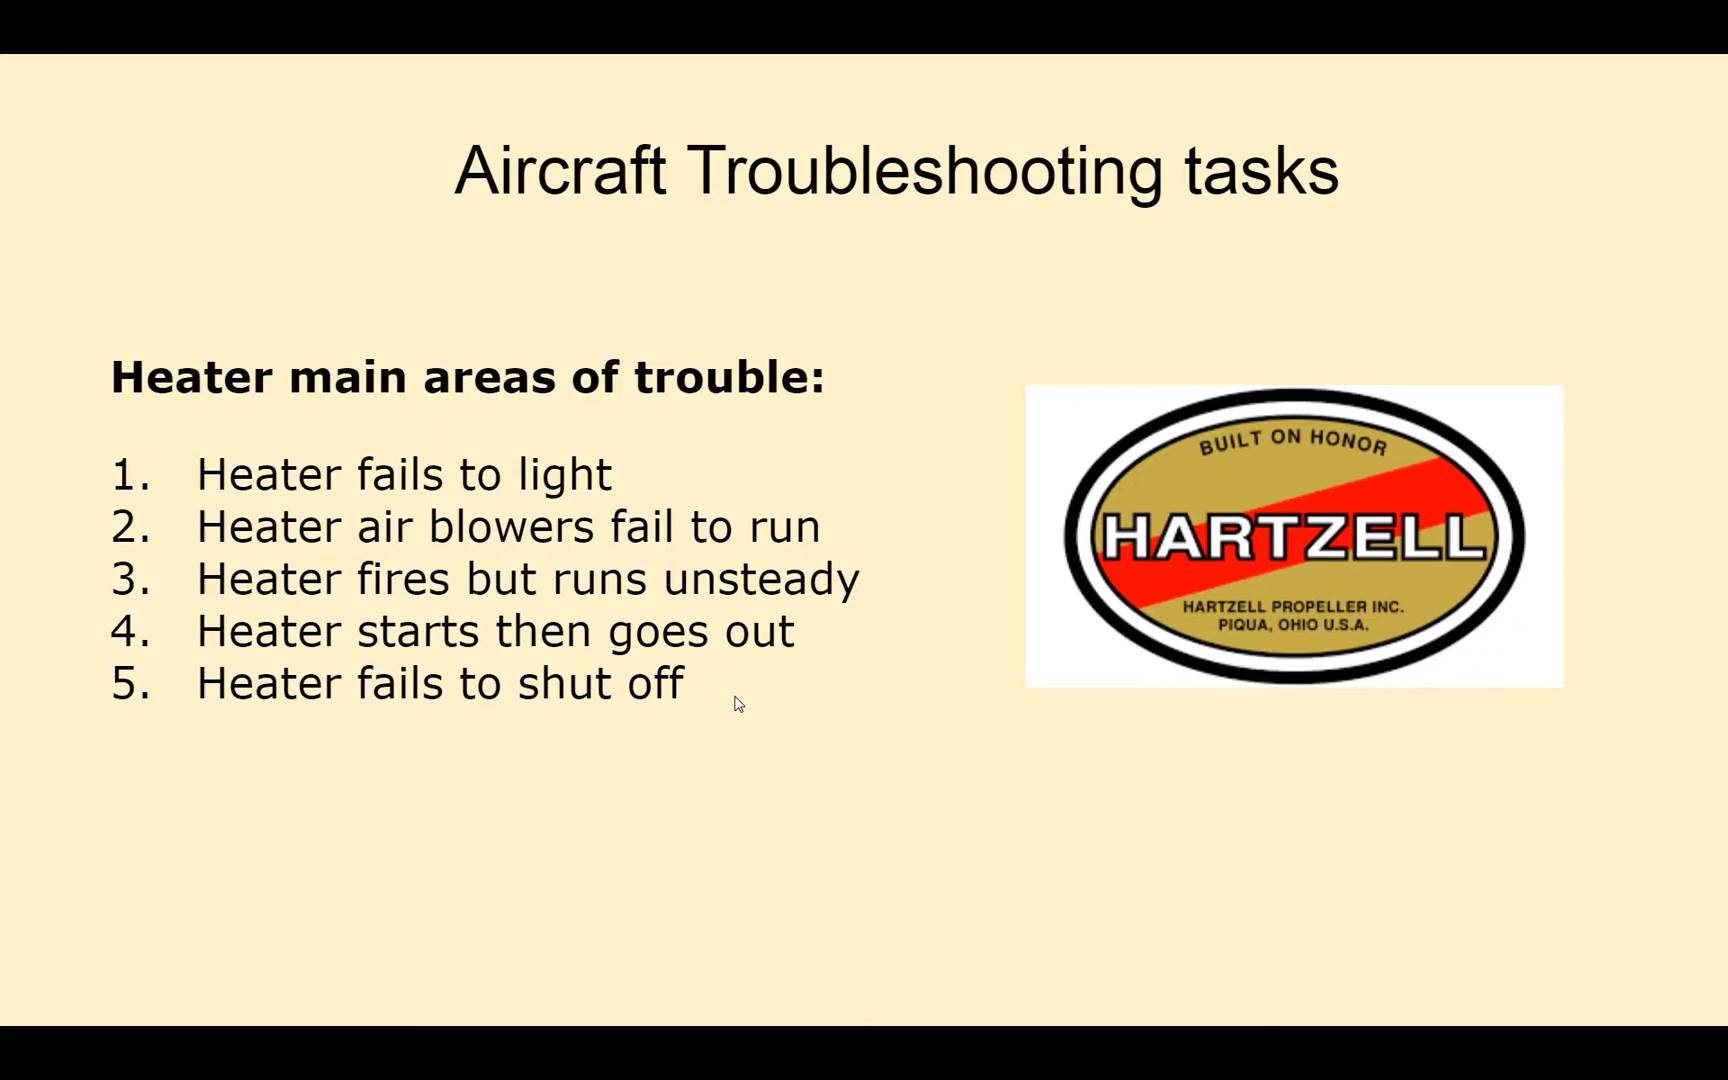 Aircraft Troubleshooting tasks
Heater main areas of trouble:
1. Heater fails to light
2. Heater air blowers fail to run
3. Heater fires but runs unsteady
4. Heater starts then goes out
5. Heater fails to shut off
BUILT ON HONOR
HARTZELL
HARTZELL PROPELLER INC.
PIQUA, OHIO U.S.A.